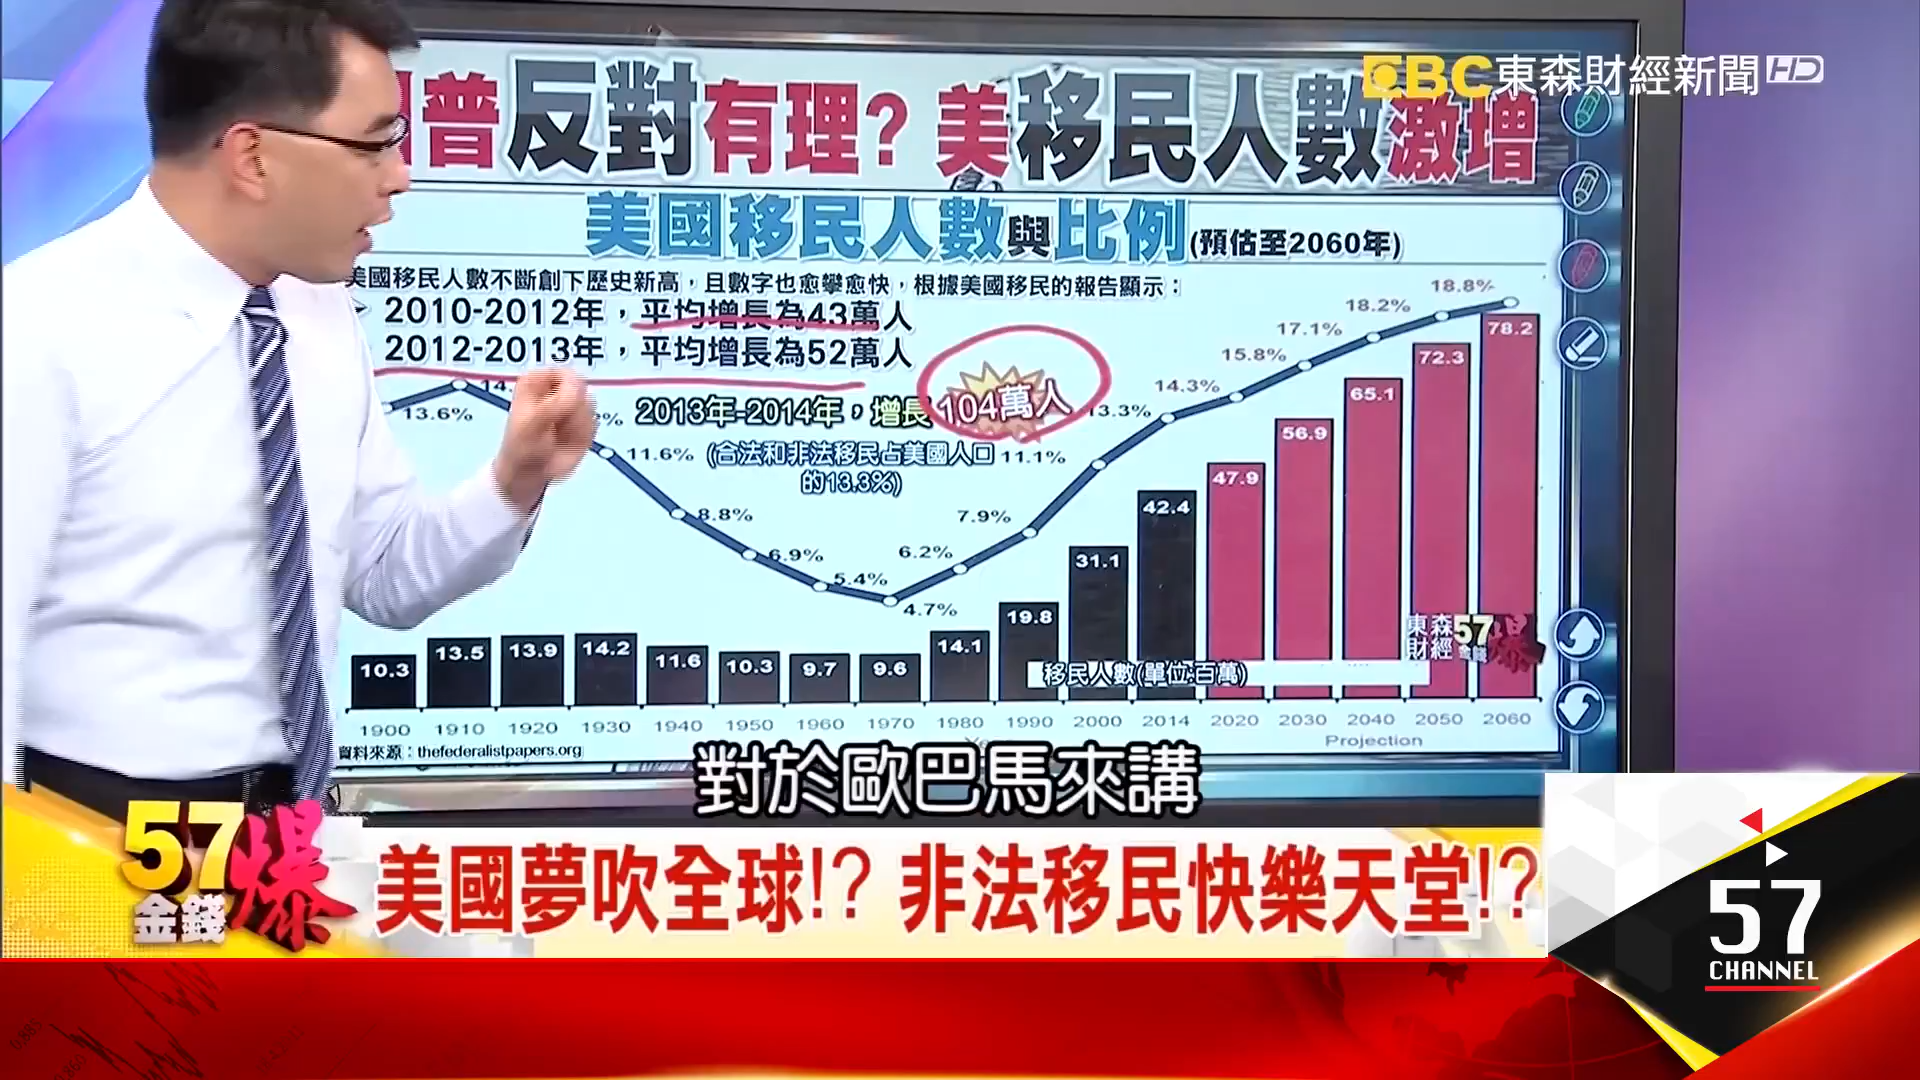 EBC東森財經新聞HD
普反對有理?美移民人數激增
美國移民人數與比例(預估至2060年)
美國移民人數不斷創下歷史新高，且數字也愈攀愈快，根據美國移民的報告顯示：
2010-2012年，平均增長為43萬人
2012-2013年，平均增長為52萬人
2013年-2014年，增長104萬人
(合法和非法移民占美國人口
的13.3%)
13.6% 11.6% 8.8% 6.9% 5.4% 4.7% 6.2% 7.9% 11.1% 13.3% 14.3% 15.8% 17.1% 18.2% 18.8%
10.3 13.5 13.9 14.2 11.6 10.3 9.7 9.6 14.1 19.8 31.1 42.4 47.9 56.9 65.1 72.3 78.2
移民人數(單位:百萬)
東森財經
57金錢爆
1900 1910 1920 1930 1940 1950 1960 1970 1980 1990 2000 2014 2020 2030 2040 2050 2060
Projection
資料來源：thefederalistpapers.org
對於歐巴馬來講
57金錢爆
美國夢吹全球!?非法移民快樂天堂!?
57
CHANNEL